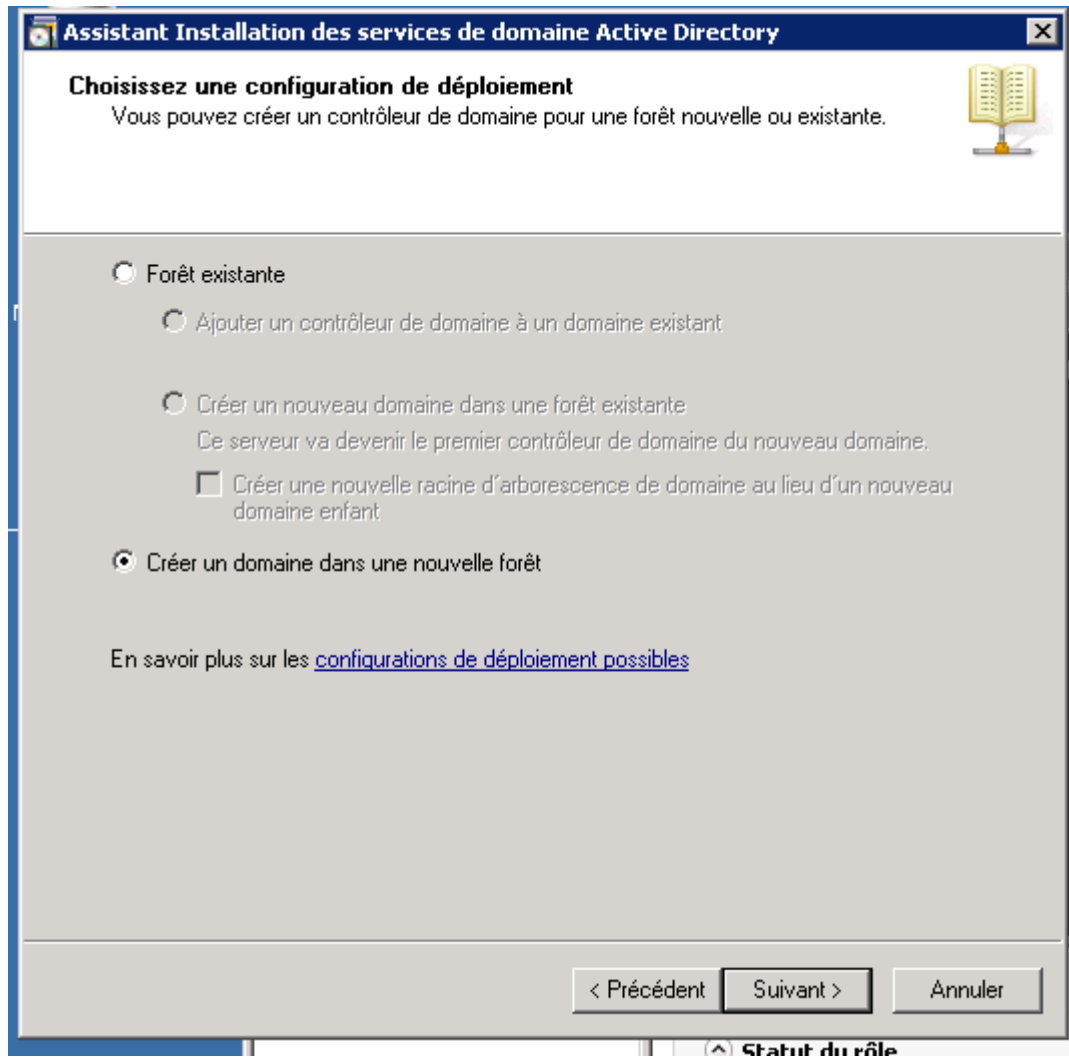 Assistant Installation des services de domaine Active Directory
Choisissez une configuration de déploiement
Vous pouvez créer un contrôleur de domaine pour une forêt nouvelle ou existante.
Forêt existante
Ajouter un contrôleur de domaine à un domaine existant
Créer un nouveau domaine dans une forêt existante
Ce serveur va devenir le premier contrôleur de domaine du nouveau domaine.
Créer une nouvelle racine d'arborescence de domaine au lieu d'un nouveau
domaine enfant
Créer un domaine dans une nouvelle forêt
En savoir plus sur les configurations de déploiement possibles
< Précédent
Suivant >
Annuler
Statut du rôle